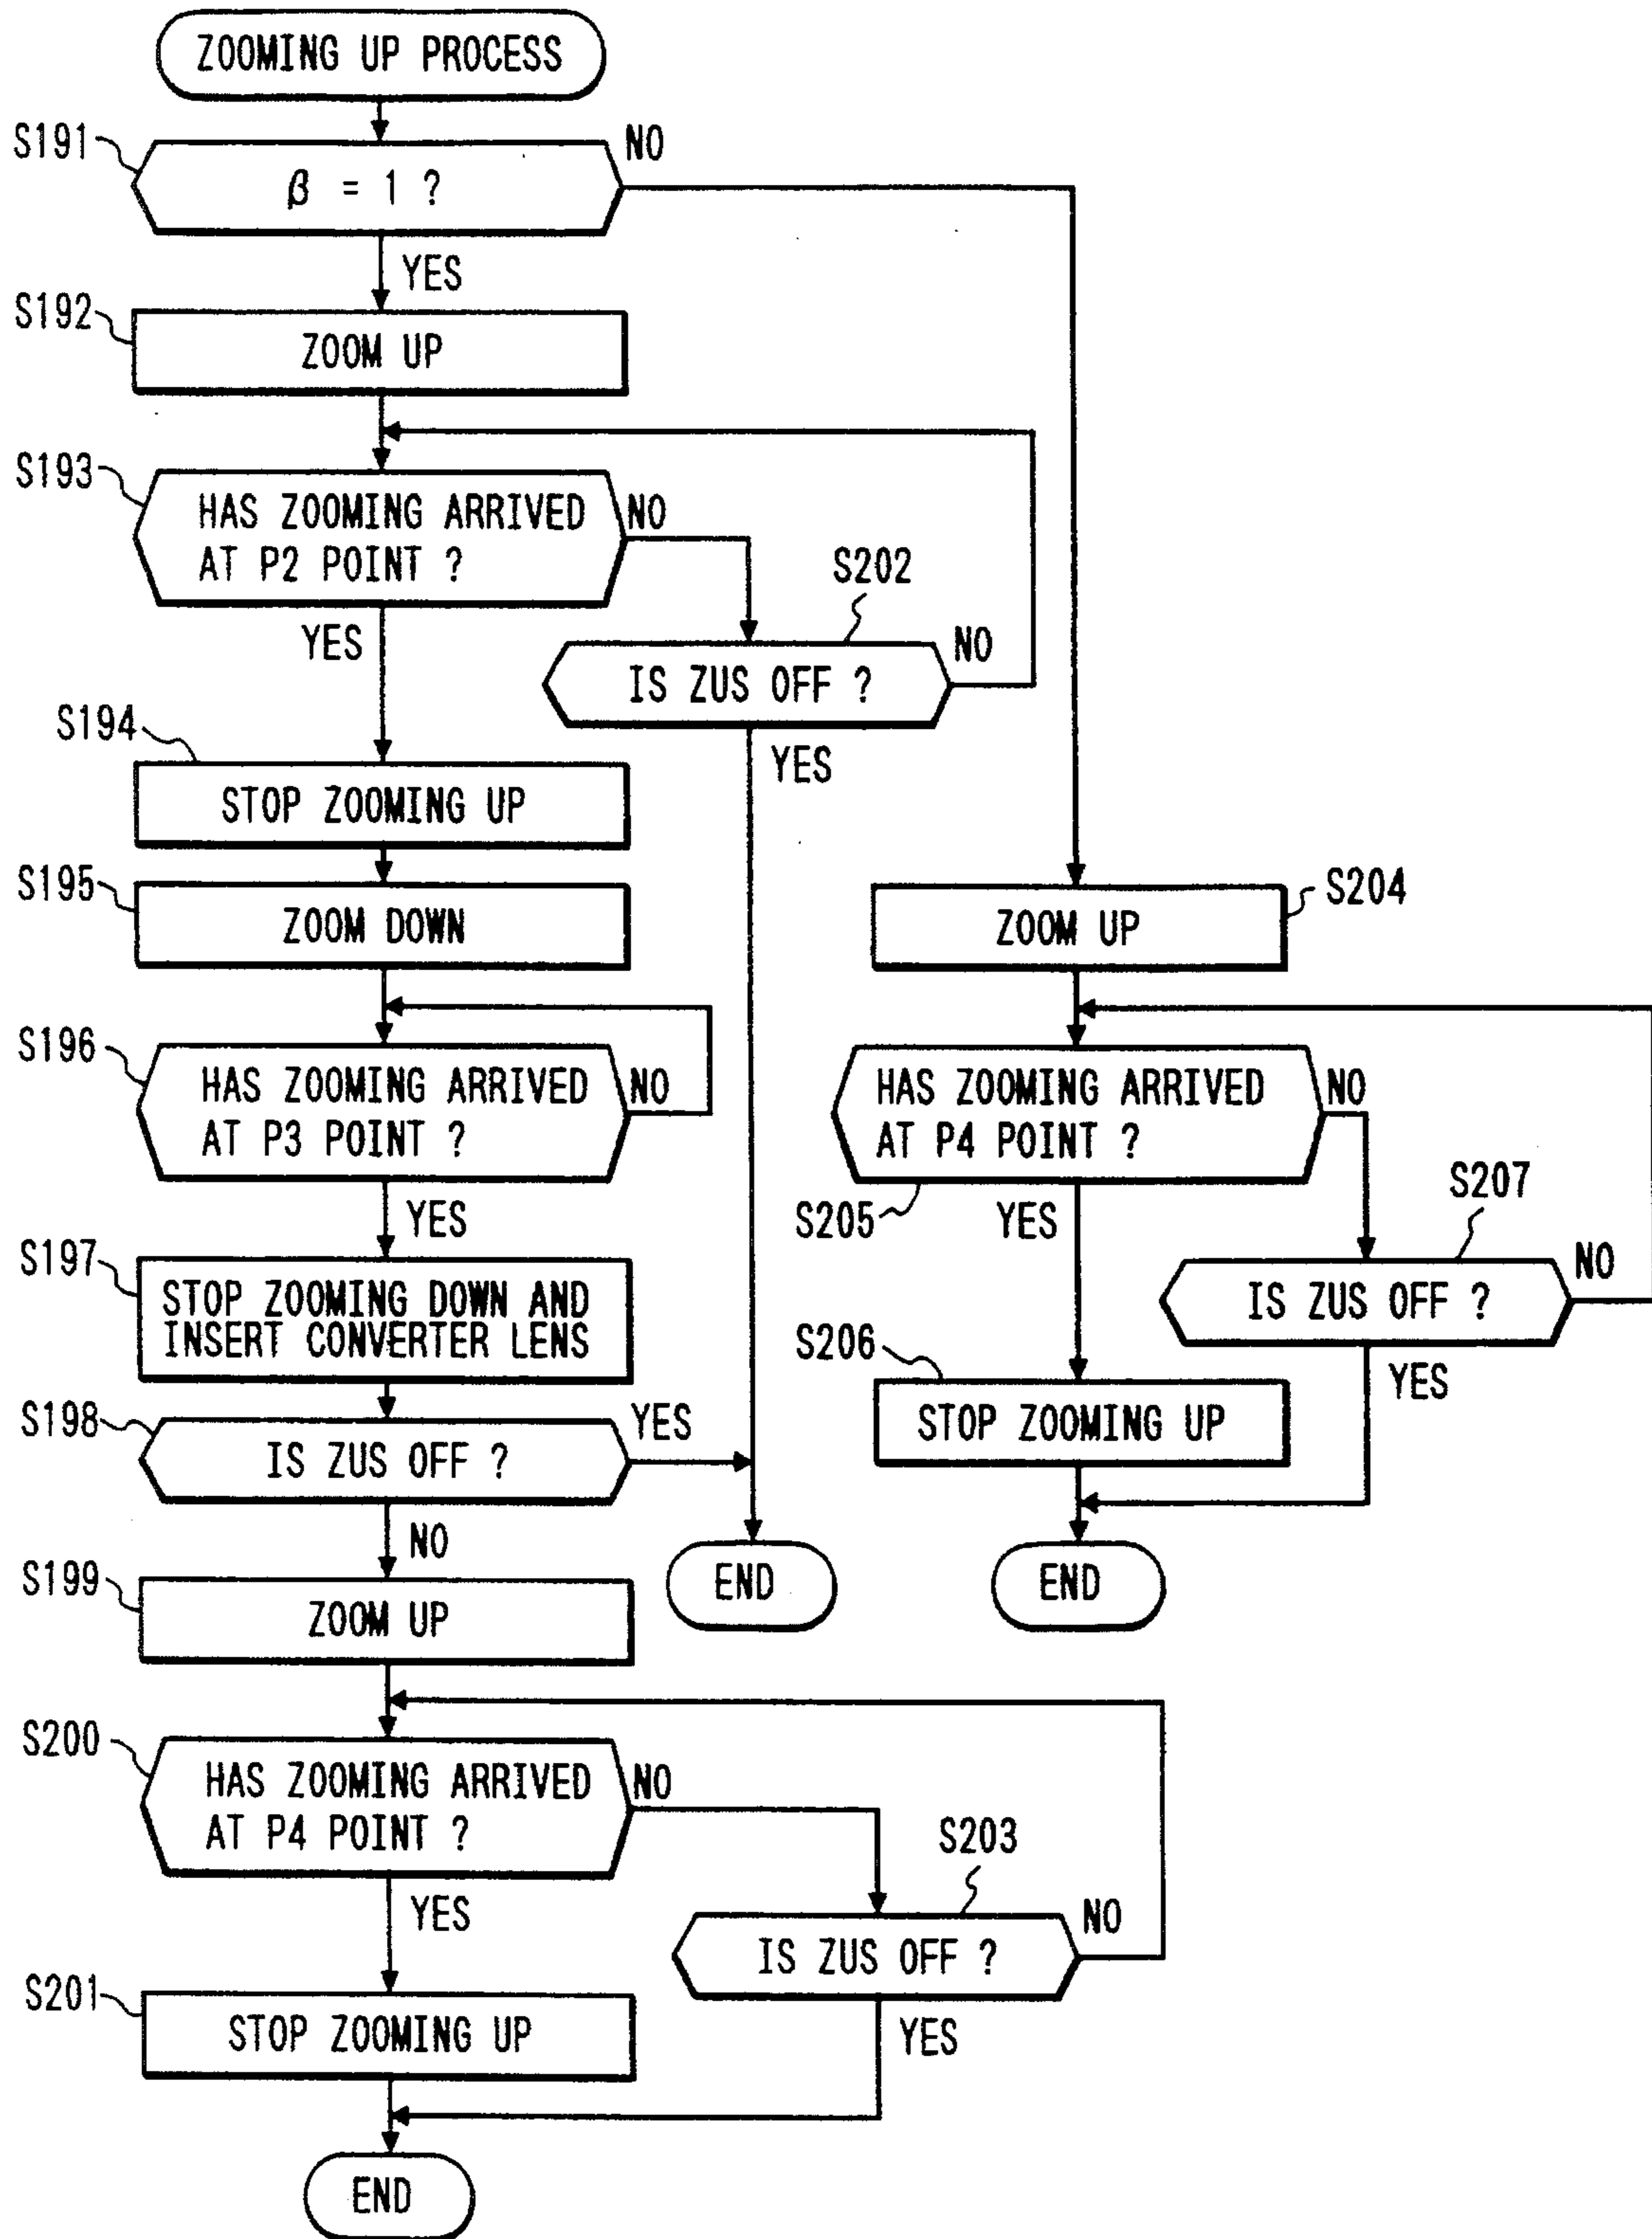 ZOOMING UP PROCESS
S191
β = 1 ?
NO
YES
S192
ZOOM UP
S193
HAS ZOOMING ARRIVED
AT P2 POINT ?
NO
YES
S202
IS ZUS OFF ?
NO
YES
S194
STOP ZOOMING UP
S195
ZOOM DOWN
S204
ZOOM UP
S196
HAS ZOOMING ARRIVED
AT P3 POINT ?
NO
YES
HAS ZOOMING ARRIVED
AT P4 POINT ?
NO
S205
YES
S207
IS ZUS OFF ?
NO
YES
S197
STOP ZOOMING DOWN AND
INSERT CONVERTER LENS
S206
STOP ZOOMING UP
S198
IS ZUS OFF ?
YES
NO
END
END
S199
ZOOM UP
S200
HAS ZOOMING ARRIVED
AT P4 POINT ?
NO
YES
S203
IS ZUS OFF ?
NO
YES
S201
STOP ZOOMING UP
END